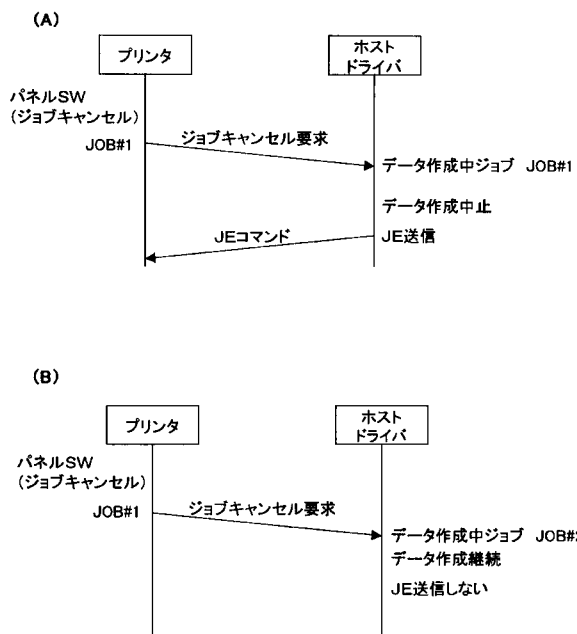 (A)
プリンタ
ホスト
ドライバ
パネルSW
(ジョブキャンセル)
JOB#1
ジョブキャンセル要求
データ作成中ジョブ JOB#1
データ作成中止
JEコマンド
JE送信
(B)
プリンタ
ホスト
ドライバ
パネルSW
(ジョブキャンセル)
JOB#1
ジョブキャンセル要求
データ作成中ジョブ JOB#2
データ作成継続
JE送信しない